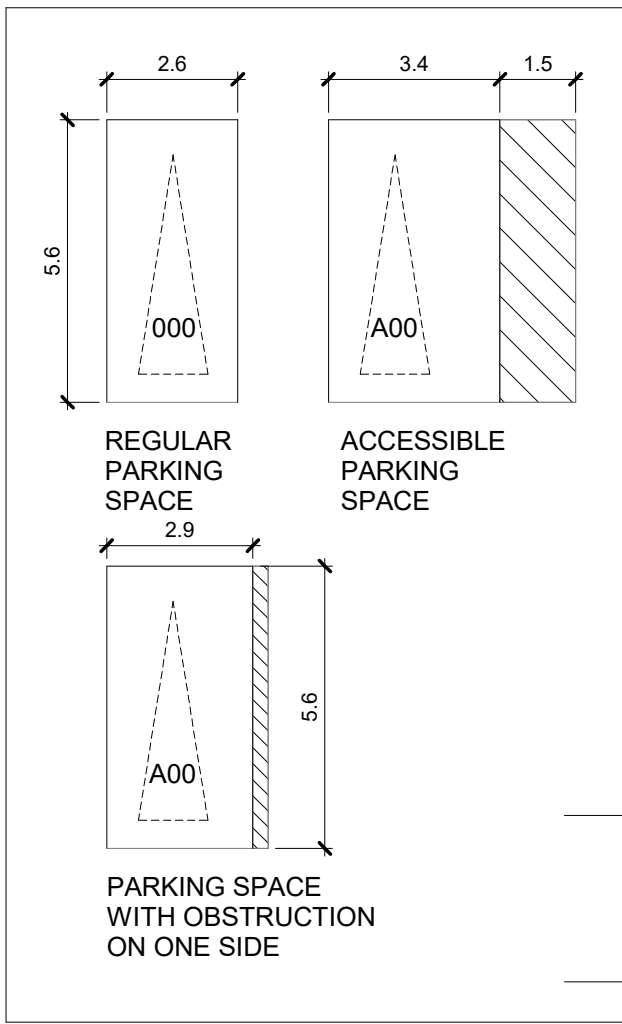 2.6
5.6
000
REGULAR
PARKING
SPACE
3.4
1.5
A00
ACCESSIBLE
PARKING
SPACE
2.9
5.6
A00
PARKING SPACE
WITH OBSTRUCTION
ON ONE SIDE